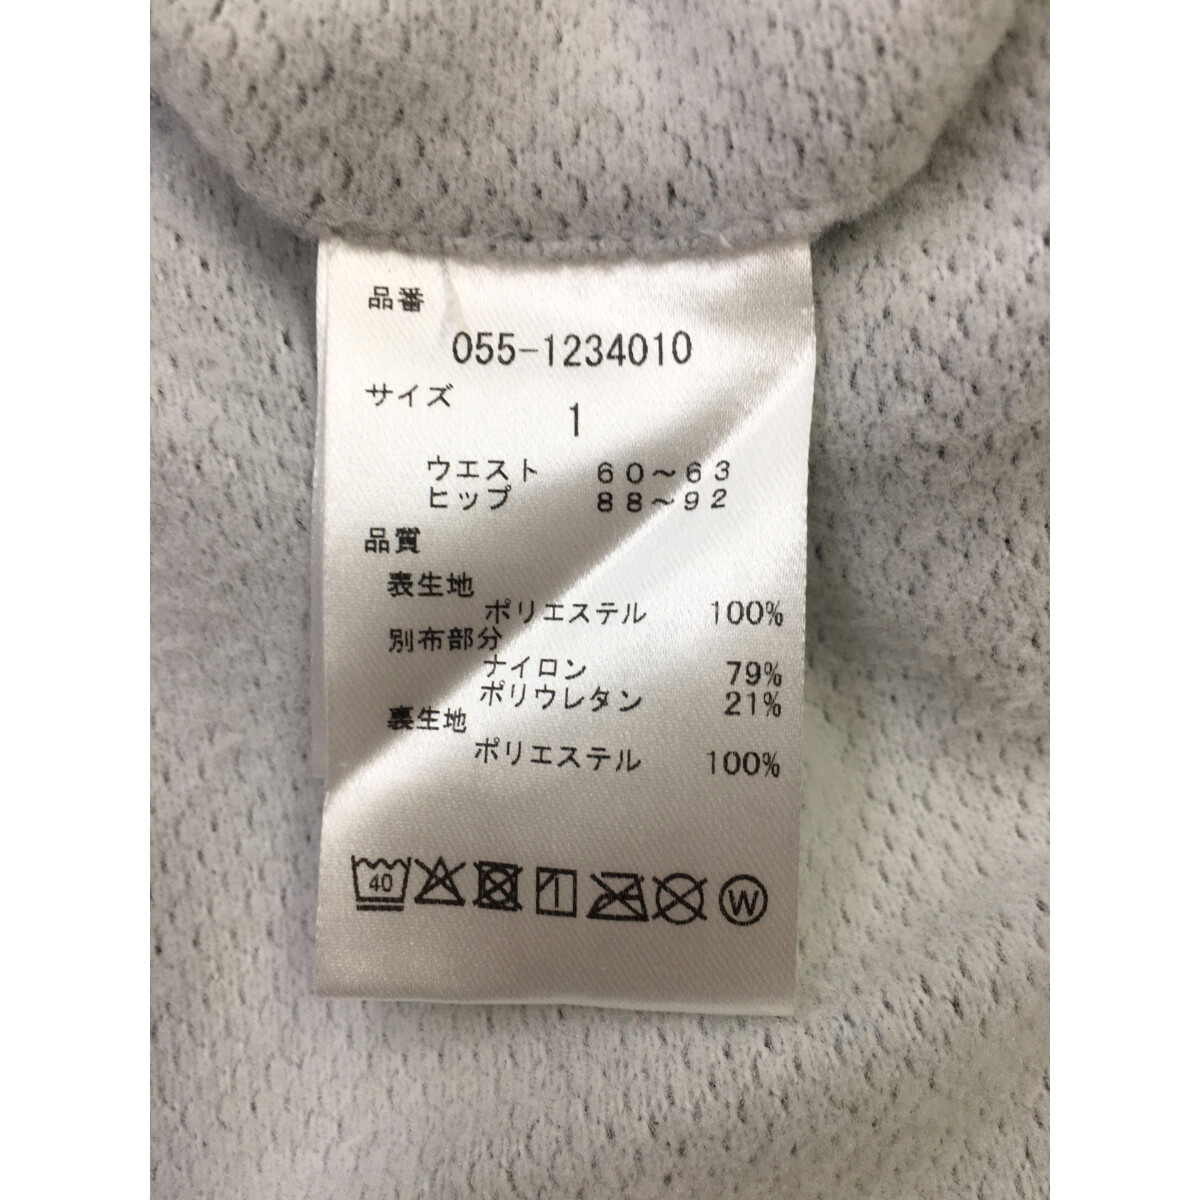 品番
055-1234010
サイズ
1
ウエスト 60～63
ヒップ 88～92
品質
表生地
ポリエステル 100%
別布部分
ナイロン 79%
ポリウレタン 21%
裏生地
ポリエステル 100%
40 W